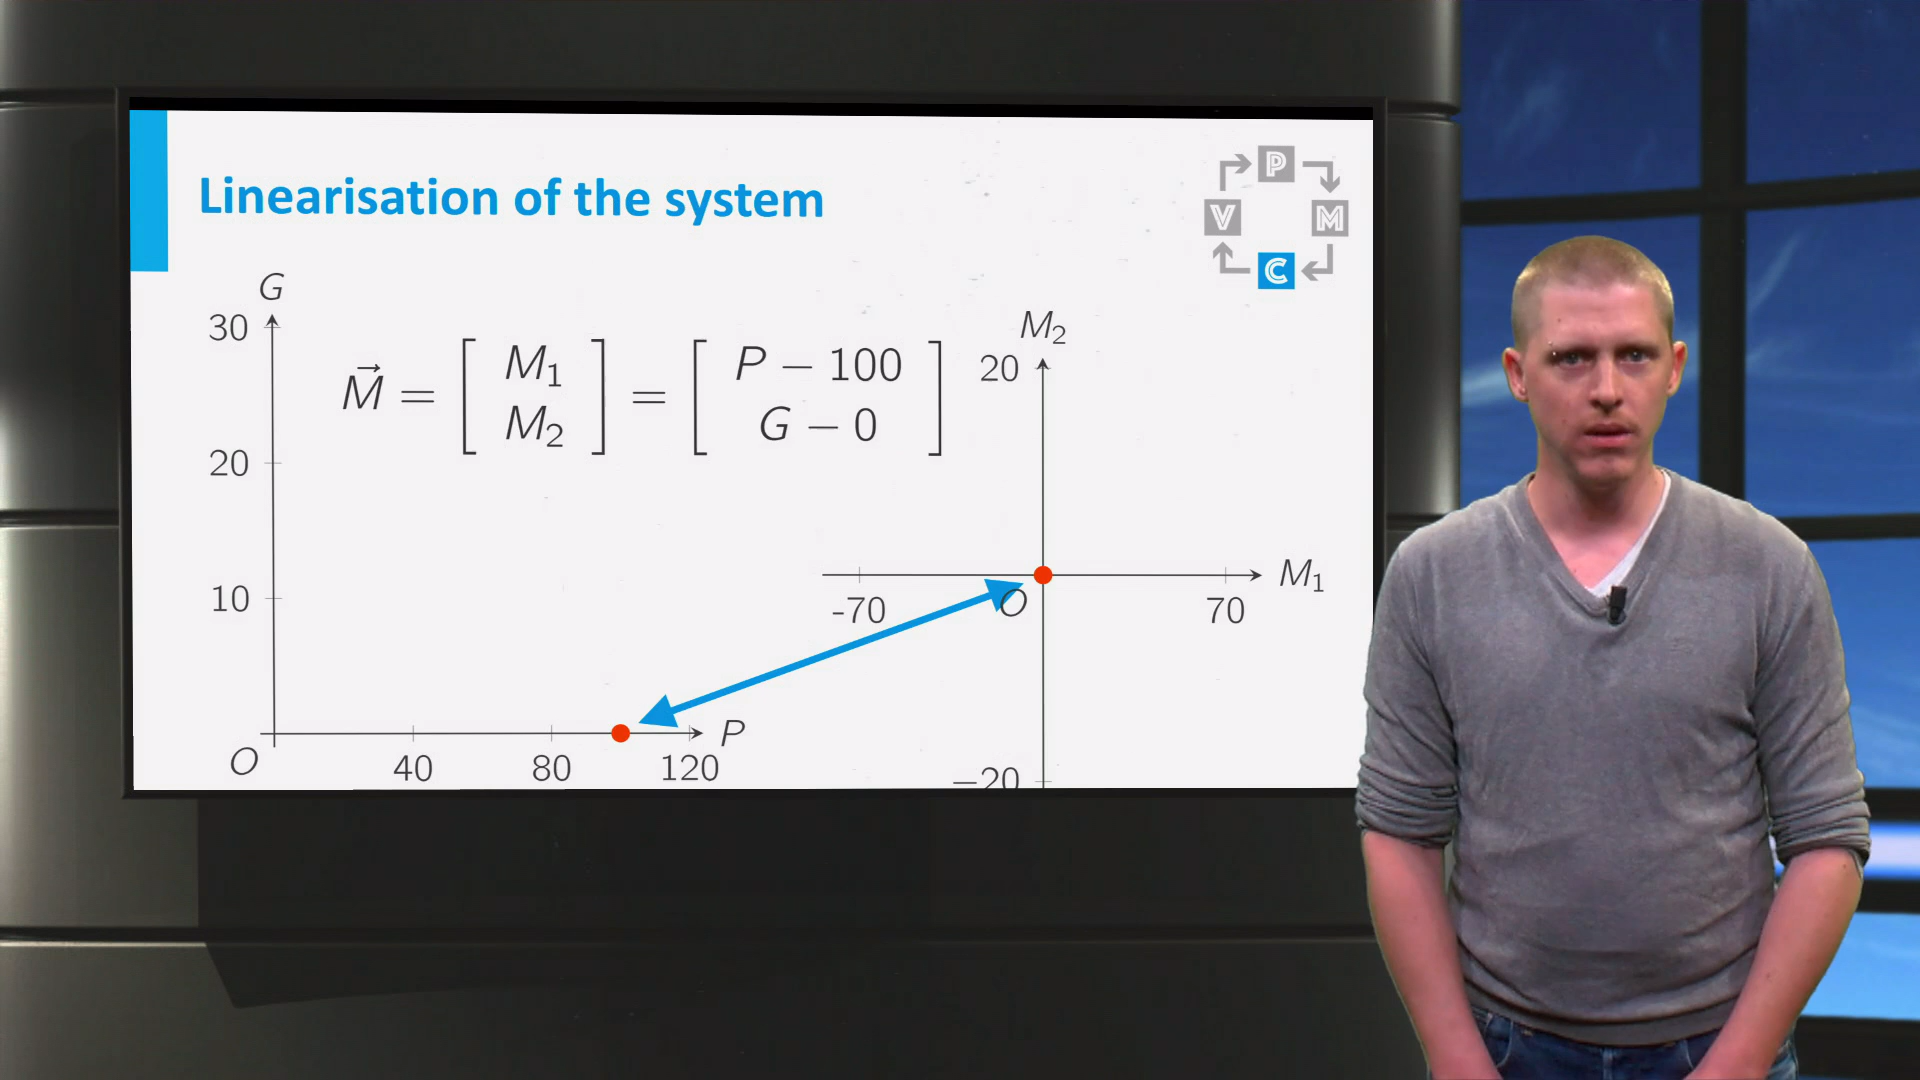 Linearisation of the system
P
V M
C
G
30
20
10
O
40 80 120
P
M⃗ = [ M₁ ] = [ P − 100 ]
[ M₂ ] [ G − 0 ]
M₂
20
-70 O 70
M₁
−20